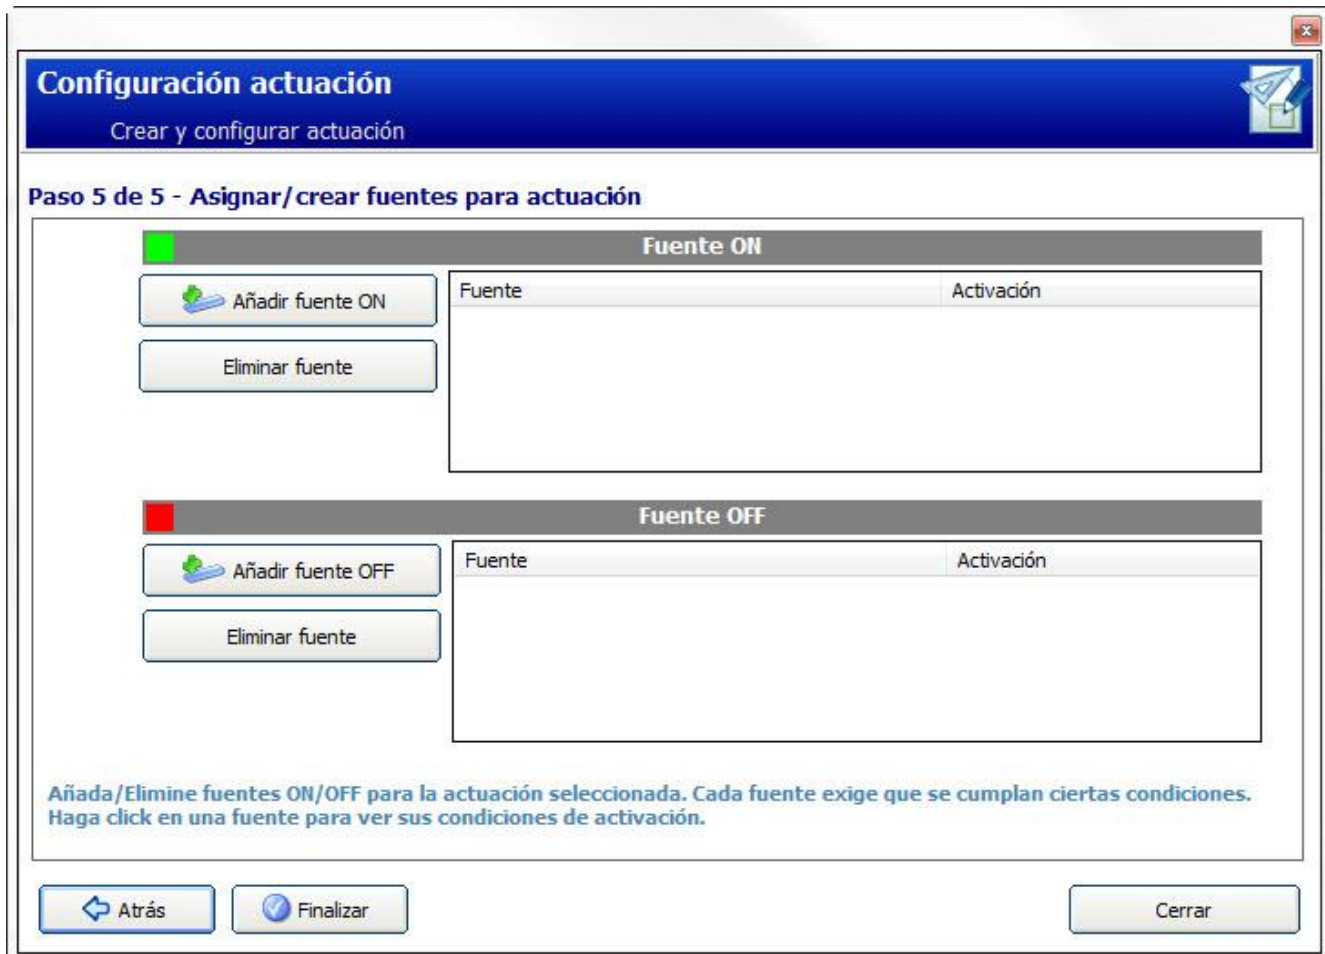 Configuración actuación
Crear y configurar actuación
Paso 5 de 5 - Asignar/crear fuentes para actuación
Fuente ON
Añadir fuente ON
Fuente Activación
Eliminar fuente
Fuente OFF
Añadir fuente OFF
Fuente Activación
Eliminar fuente
Añada/Elimine fuentes ON/OFF para la actuación seleccionada. Cada fuente exige que se cumplan ciertas condiciones.
Haga click en una fuente para ver sus condiciones de activación.
Atrás Finalizar Cerrar